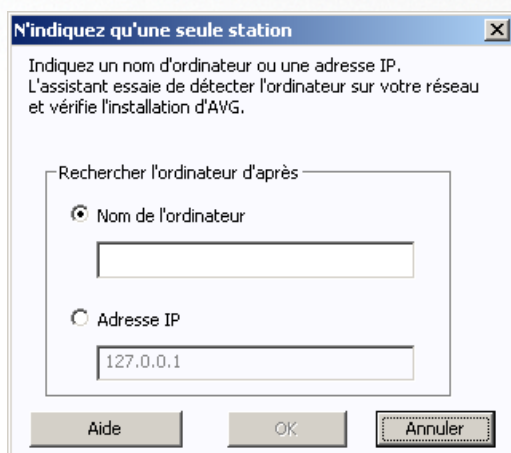 N'indiquez qu'une seule station
Indiquez un nom d'ordinateur ou une adresse IP.
L'assistant essaie de détecter l'ordinateur sur votre réseau
et vérifie l'installation d'AVG.
Rechercher l'ordinateur d'après
Nom de l'ordinateur
Adresse IP
127.0.0.1
Aide OK Annuler